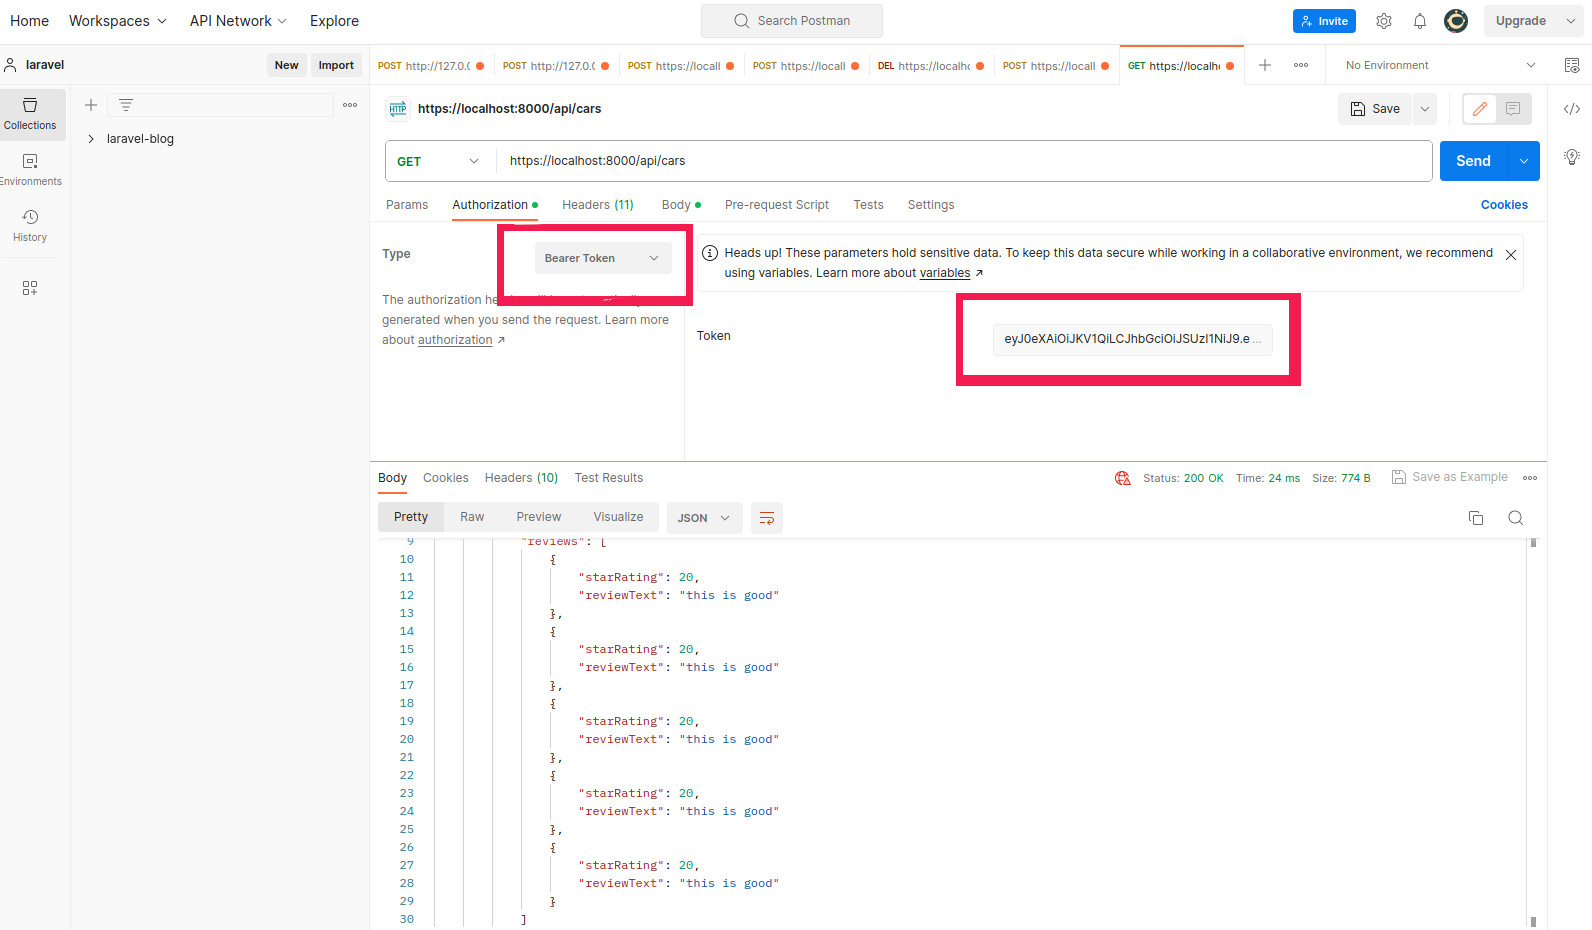 Home Workspaces API Network Explore Search Postman Invite Upgrade
laravel New Import POST http://127.0.( POST http://127.0.( POST https://locall POST https://locall DEL https://localhc POST https://locall GET https://localhc No Environment
Collections
laravel-blog
Environments
History
HTTP https://localhost:8000/api/cars Save
GET https://localhost:8000/api/cars Send
Params Authorization Headers (11) Body Pre-request Script Tests Settings Cookies
Type Bearer Token
The authorization he
generated when you send the request. Learn more
about authorization ↗
Heads up! These parameters hold sensitive data. To keep this data secure while working in a collaborative environment, we recommend
using variables. Learn more about variables ↗
Token eyJ0eXAiOiJKV1QiLCJhbGciOiJSUzI1NiJ9.e ...
Body Cookies Headers (10) Test Results Status: 200 OK Time: 24 ms Size: 774 B Save as Example
Pretty Raw Preview Visualize JSON
9 "reviews": [
10 {
11 "starRating": 20,
12 "reviewText": "this is good"
13 },
14 {
15 "starRating": 20,
16 "reviewText": "this is good"
17 },
18 {
19 "starRating": 20,
20 "reviewText": "this is good"
21 },
22 {
23 "starRating": 20,
24 "reviewText": "this is good"
25 },
26 {
27 "starRating": 20,
28 "reviewText": "this is good"
29 }
30 ]